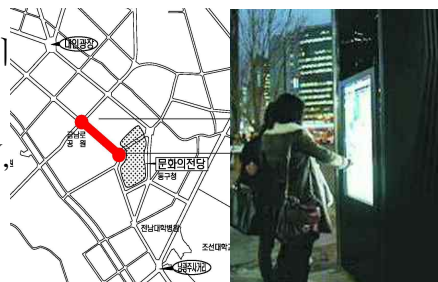 대인광장
금남로
공 원
문화의전당
동구청
전남대학병원
조선대학교
남광주사거리